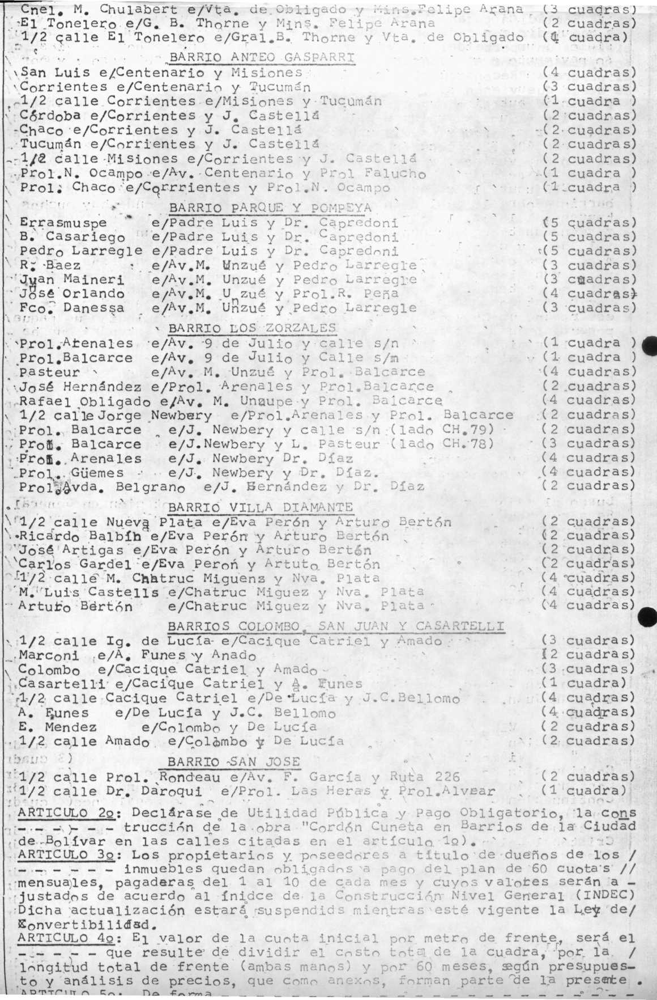 Cnel. M. Chulabert e/Vta. de Obligado y Mins.Felipe Arana (3 cuadras)
El Tonelero e/G. B. Thorne y Mins. Felipe Arana (2 cuadras)
1/2 calle El Tonelero e/Gral.B. Thorne y Vta. de Obligado (1 cuadra)
BARRIO ANTEO GASPARRI
San Luis e/Centenario y Misiones (4 cuadras)
Corrientes e/Centenario y Tucumán (3 cuadras)
1/2 calle Corrientes e/Misiones y Tucumán (1 cuadra )
Córdoba e/Corrientes y J. Castellá (2 cuadras)
Chaco e/Corrientes y J. Castellá (2 cuadras)
Tucumán e/Corrientes y J. Castellá (2 cuadras)
1/2 calle Misiones e/Corrientes y J. Castellá (2 cuadras)
Prol.N. Ocampo e/Av. Centenario y Prol Falucho (1 cuadra )
Prol. Chaco e/Corrrientes y Prol.N. Ocampo (1 cuadra )
BARRIO PARQUE Y POMPEYA
Errasmuspe e/Padre Luis y Dr. Capredoni (5 cuadras)
B. Casariego e/Padre Luis y Dr. Capredoni (5 cuadras)
Pedro Larregle e/Padre Luis y Dr. Capredoni (5 cuadras)
R. Baez e/Av.M. Unzué y Pedro Larregle (3 cuadras)
Juan Maineri e/Av.M. Unzué y Pedro Larregle (3 cuadras)
José Orlando e/Av.M. Unzué y Prol.R. Peña (4 cuadras)
Fco. Danessa e/Av.M. Unzué y Pedro Larregle (3 cuadras)
BARRIO LOS ZORZALES
Prol.Arenales e/Av. 9 de Julio y calle s/n (1 cuadra )
Prol.Balcarce e/Av. 9 de Julio y Calle s/m (1 cuadra )
Pasteur e/Av. M. Unzué y Prol. Balcarce (4 cuadras)
José Hernández e/Prol. Arenales y Prol.Balcarce (2 cuadras)
Rafael Obligado e/Av. M. Unaupe y Prol. Balcarce (4 cuadras)
1/2 calle Jorge Newbery e/Prol.Arenales y Prol. Balcarce (2 cuadras)
Prol. Balcarce e/J. Newbery y calle s/n (lado CH.79) (2 cuadras)
Prol. Balcarce e/J.Newbery y L. Pasteur (lado CH.78) (3 cuadras)
Prol. Arenales e/J. Newbery Dr. Díaz (4 cuadras)
Prol. Güemes e/J. Newbery y Dr. Díaz. (4 cuadras)
Prol.Avda. Belgrano e/J. Hernández y Dr. Díaz (2 cuadras)
BARRIO VILLA DIAMANTE
1/2 calle Nueva Plata e/Eva Perón y Arturo Bertón (2 cuadras)
Ricardo Balbín e/Eva Perón y Arturo Bertón (2 cuadras)
José Artigas e/Eva Perón y Arturo Bertón (2 cuadras)
Carlos Gardel e/Eva Peroń y Artuto Bertón (2 cuadras)
1/2 calle M. Chatruc Miguens y Nva. Plata (4 cuadras)
M. Luis Castells e/Chatruc Miguez y Nva. Plata (4 cuadras)
Arturo Bertón e/Chatruc Miguez y Nva. Plata (4 cuadras)
BARRIOS COLOMBO, SAN JUAN Y CASARTELLI
1/2 calle Ig. de Lucía e/Cacique Catriel y Amado (3 cuadras)
Marconi e/A. Funes y Anado (2 cuadras)
Colombo e/Cacique Catriel y Amado (3 cuadras)
Casartelli e/Cacique Catriel y A. Funes (1 cuadra)
1/2 calle Cacique Catriel e/De Lucía y J.C.Bellomo (4 cuadras)
A. Funes e/De Lucía y J.C. Bellomo (4 cuadras)
E. Mendez e/Colombo y De Lucía (2 cuadras)
1/2 calle Amado e/Colombo y De Lucía (2 cuadras)
BARRIO SAN JOSE
1/2 calle Prol. Rondeau e/Av. F. García y Ruta 226 (2 cuadras)
1/2 calle Dr. Daroqui e/Prol. Las Heras y Prol.Alvear (1 cuadra)
ARTICULO 2º: Declárase de Utilidad Pública y Pago Obligatorio, la cons
- - - - - - trucción de la obra "Cordón Cuneta en Barrios de la Ciudad
de Bolívar en las calles citadas en el artículo 1º).
ARTICULO 3º: Los propietarios y poseedores a título de dueños de los /
- - - - - - inmuebles quedan obligados a pago del plan de 60 cuotas //
mensuales, pagaderas del 1 al 10 de cada mes y cuyos valores serán a -
justados de acuerdo al ínidce de la Construcción Nivel General (INDEC)
Dicha actualización estará suspendids mientras esté vigente la Ley de/
Convertibilidad.
ARTICULO 4º: El valor de la cuota inicial por metro de frente, será el
- - - - - que resulte de dividir el costo total de la cuadra, por la /
longitud total de frente (ambas manos) y por 60 meses, según presupues-
to y análisis de precios, que como anexos, forman parte de la presente.
ARTICULO 5º: De forma - - - - - - - - - - - - - - - - - - - -